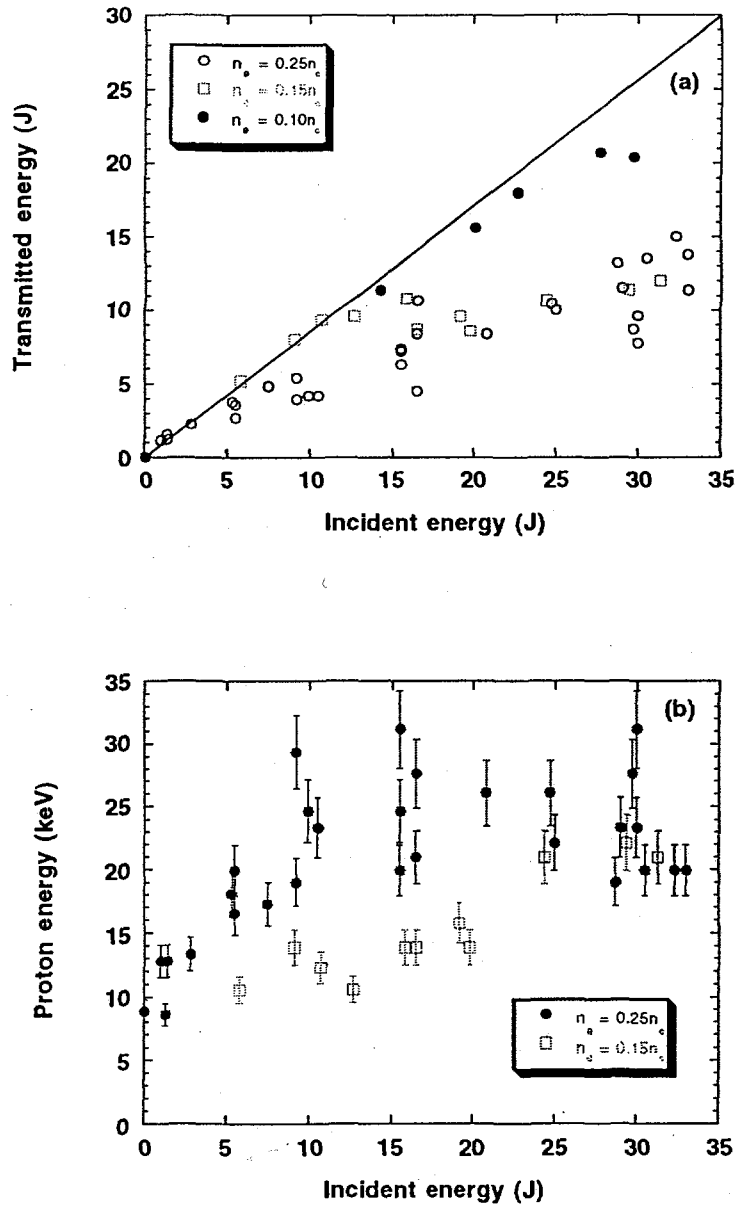 30
25
20
15
10
5
0
Transmitted energy (J)
n_e = 0.25n_c
n_e = 0.15n_c
n_e = 0.10n_c
(a)
0 5 10 15 20 25 30 35
Incident energy (J)
35
30
25
20
15
10
5
0
Proton energy (keV)
(b)
n_e = 0.25n_c
n_e = 0.15n_c
0 5 10 15 20 25 30 35
Incident energy (J)